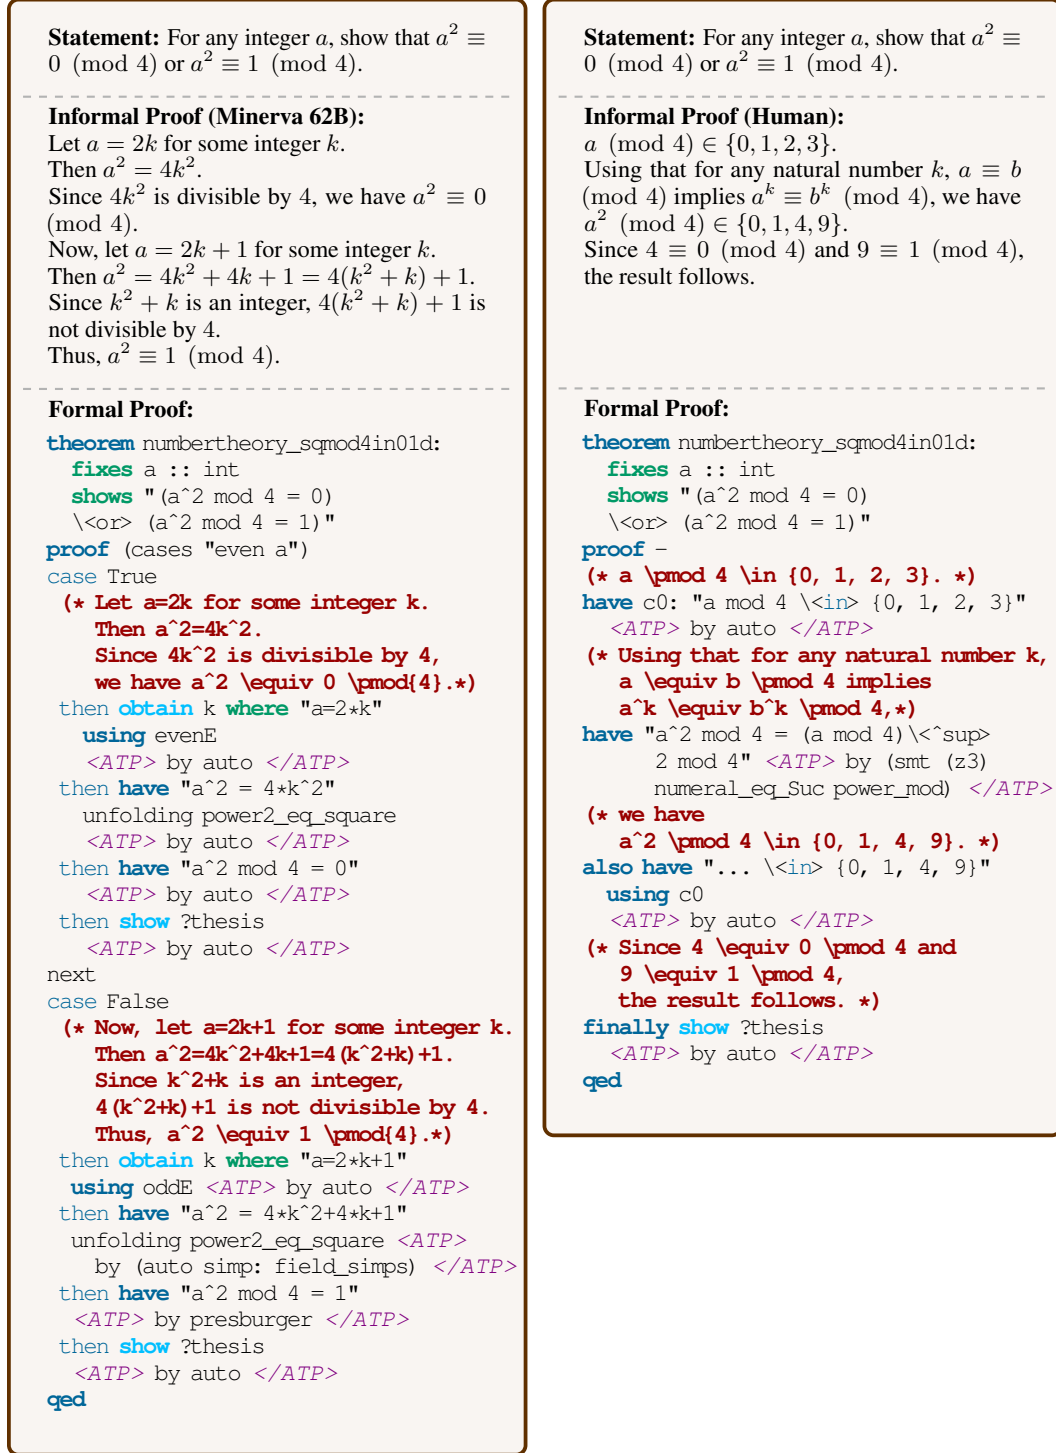 Statement: For any integer a, show that a² ≡
0 (mod 4) or a² ≡ 1 (mod 4).
Informal Proof (Minerva 62B):
Let a = 2k for some integer k.
Then a² = 4k².
Since 4k² is divisible by 4, we have a² ≡ 0
(mod 4).
Now, let a = 2k + 1 for some integer k.
Then a² = 4k² + 4k + 1 = 4(k² + k) + 1.
Since k² + k is an integer, 4(k² + k) + 1 is
not divisible by 4.
Thus, a² ≡ 1 (mod 4).
Formal Proof:
theorem numbertheory_sqmod4in01d:
fixes a :: int
shows "(a^2 mod 4 = 0)
\<or> (a^2 mod 4 = 1)"
proof (cases "even a")
case True
(* Let a=2k for some integer k.
Then a^2=4k^2.
Since 4k^2 is divisible by 4,
we have a^2 \equiv 0 \pmod{4}.*)
then obtain k where "a=2*k"
using evenE
<ATP> by auto </ATP>
then have "a^2 = 4*k^2"
unfolding power2_eq_square
<ATP> by auto </ATP>
then have "a^2 mod 4 = 0"
<ATP> by auto </ATP>
then show ?thesis
<ATP> by auto </ATP>
next
case False
(* Now, let a=2k+1 for some integer k.
Then a^2=4k^2+4k+1=4(k^2+k)+1.
Since k^2+k is an integer,
4(k^2+k)+1 is not divisible by 4.
Thus, a^2 \equiv 1 \pmod{4}.*)
then obtain k where "a=2*k+1"
using oddE <ATP> by auto </ATP>
then have "a^2 = 4*k^2+4*k+1"
unfolding power2_eq_square <ATP>
by (auto simp: field_simps) </ATP>
then have "a^2 mod 4 = 1"
<ATP> by presburger </ATP>
then show ?thesis
<ATP> by auto </ATP>
qed
Statement: For any integer a, show that a² ≡
0 (mod 4) or a² ≡ 1 (mod 4).
Informal Proof (Human):
a (mod 4) ∈ {0, 1, 2, 3}.
Using that for any natural number k, a ≡ b
(mod 4) implies a^k ≡ b^k (mod 4), we have
a² (mod 4) ∈ {0, 1, 4, 9}.
Since 4 ≡ 0 (mod 4) and 9 ≡ 1 (mod 4),
the result follows.
Formal Proof:
theorem numbertheory_sqmod4in01d:
fixes a :: int
shows "(a^2 mod 4 = 0)
\<or> (a^2 mod 4 = 1)"
proof -
(* a \pmod 4 \in {0, 1, 2, 3}. *)
have c0: "a mod 4 \<in> {0, 1, 2, 3}"
<ATP> by auto </ATP>
(* Using that for any natural number k,
a \equiv b \pmod 4 implies
a^k \equiv b^k \pmod 4,*)
have "a^2 mod 4 = (a mod 4)\<^sup>
2 mod 4" <ATP> by (smt (z3)
numeral_eq_Suc power_mod) </ATP>
(* we have
a^2 \pmod 4 \in {0, 1, 4, 9}. *)
also have "... \<in> {0, 1, 4, 9}"
using c0
<ATP> by auto </ATP>
(* Since 4 \equiv 0 \pmod 4 and
9 \equiv 1 \pmod 4,
the result follows. *)
finally show ?thesis
<ATP> by auto </ATP>
qed